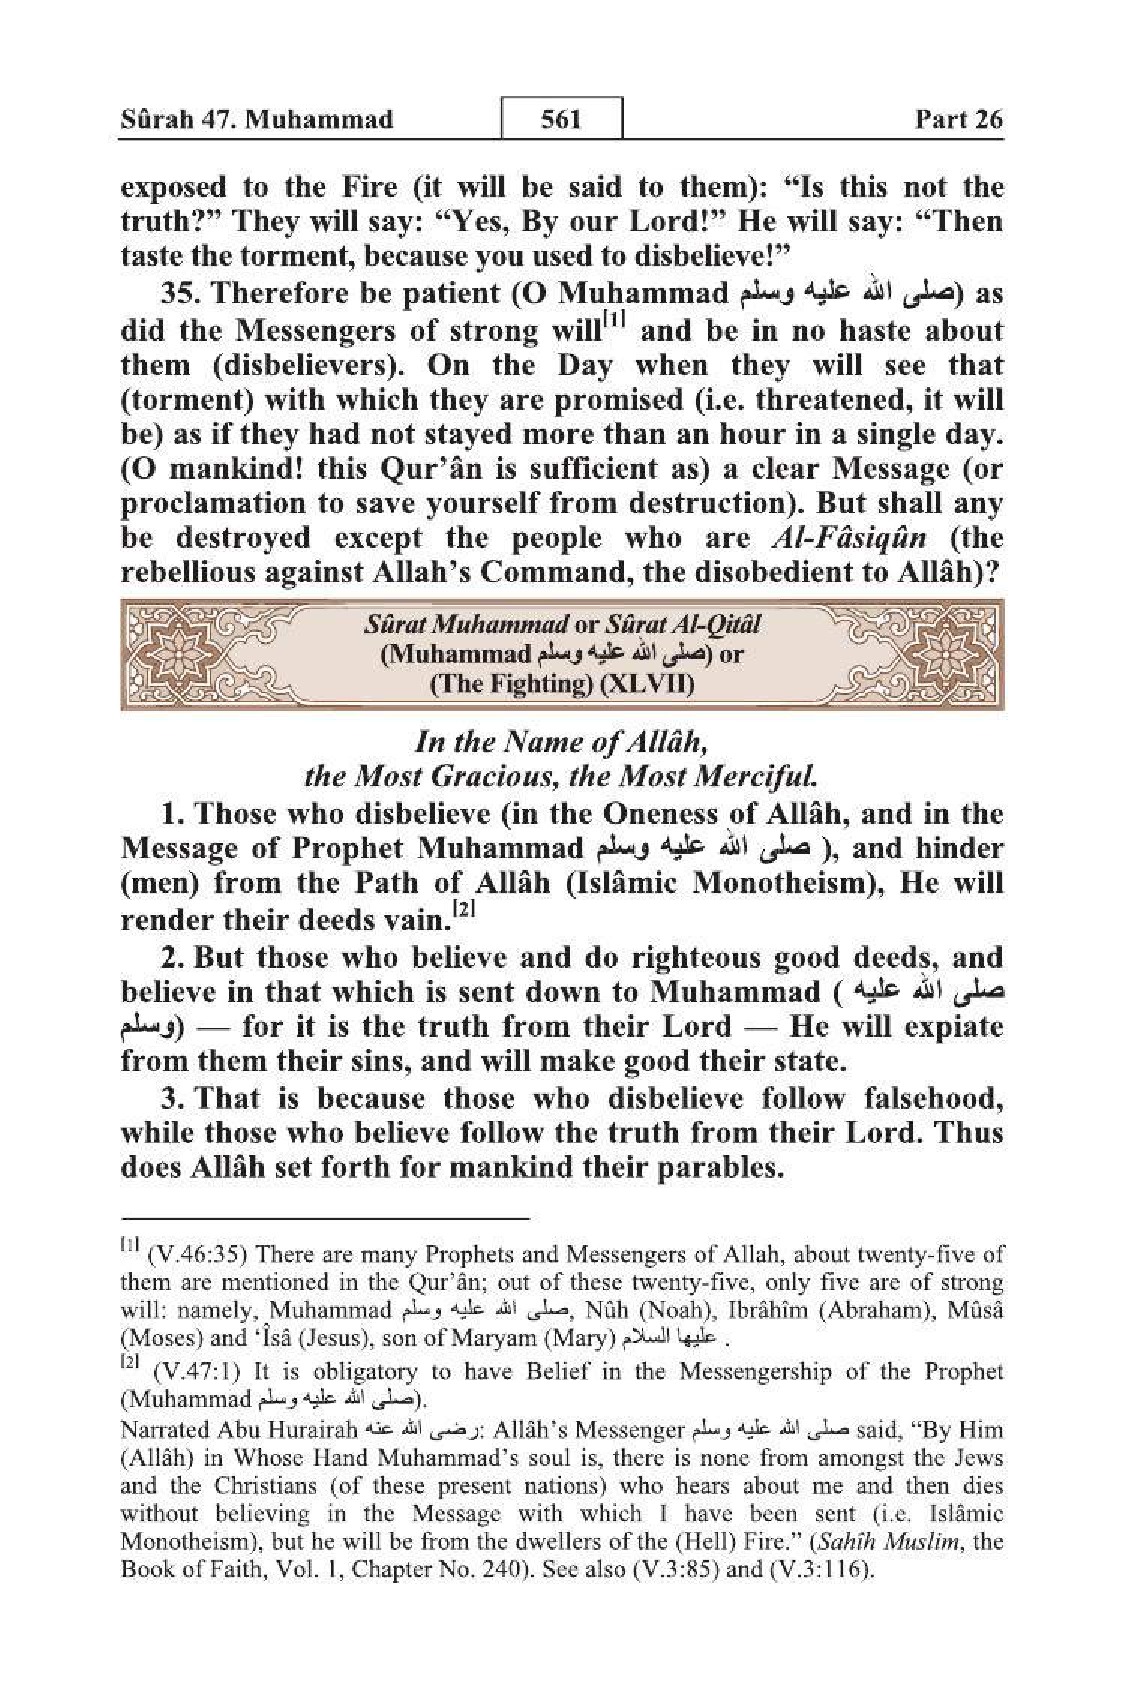 Sûrah 47. Muhammad 561 Part 26
exposed to the Fire (it will be said to them): “Is this not the
truth?” They will say: “Yes, By our Lord!” He will say: “Then
taste the torment, because you used to disbelieve!”
35. Therefore be patient (O Muhammad صلى الله عليه وسلم) as
did the Messengers of strong will[1] and be in no haste about
them (disbelievers). On the Day when they will see that
(torment) with which they are promised (i.e. threatened, it will
be) as if they had not stayed more than an hour in a single day.
(O mankind! this Qur’ân is sufficient as) a clear Message (or
proclamation to save yourself from destruction). But shall any
be destroyed except the people who are Al-Fâsiqûn (the
rebellious against Allah’s Command, the disobedient to Allâh)?
Sûrat Muhammad or Sûrat Al-Qitâl
(Muhammad صلى الله عليه وسلم) or
(The Fighting) (XLVII)
In the Name of Allâh,
the Most Gracious, the Most Merciful.
1. Those who disbelieve (in the Oneness of Allâh, and in the
Message of Prophet Muhammad صلى الله عليه وسلم ), and hinder
(men) from the Path of Allâh (Islâmic Monotheism), He will
render their deeds vain.[2]
2. But those who believe and do righteous good deeds, and
believe in that which is sent down to Muhammad ( صلى الله عليه
وسلم) — for it is the truth from their Lord — He will expiate
from them their sins, and will make good their state.
3. That is because those who disbelieve follow falsehood,
while those who believe follow the truth from their Lord. Thus
does Allâh set forth for mankind their parables.
[1] (V.46:35) There are many Prophets and Messengers of Allah, about twenty-five of
them are mentioned in the Qur’ân; out of these twenty-five, only five are of strong
will: namely, Muhammad صلى الله عليه وسلم, Nûh (Noah), Ibrâhîm (Abraham), Mûsâ
(Moses) and ‘Îsâ (Jesus), son of Maryam (Mary) عليها السلام .
[2] (V.47:1) It is obligatory to have Belief in the Messengership of the Prophet
(Muhammad صلى الله عليه وسلم).
Narrated Abu Hurairah رضى الله عنه: Allâh’s Messenger صلى الله عليه وسلم said, “By Him
(Allâh) in Whose Hand Muhammad’s soul is, there is none from amongst the Jews
and the Christians (of these present nations) who hears about me and then dies
without believing in the Message with which I have been sent (i.e. Islâmic
Monotheism), but he will be from the dwellers of the (Hell) Fire.” (Sahîh Muslim, the
Book of Faith, Vol. 1, Chapter No. 240). See also (V.3:85) and (V.3:116).